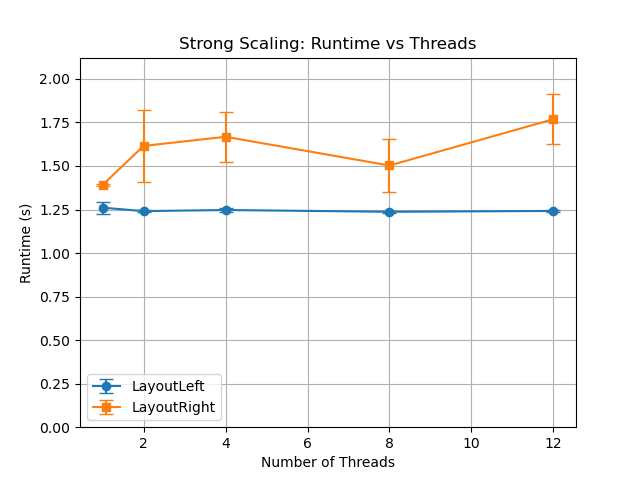 Strong Scaling: Runtime vs Threads
2.00
1.75
1.50
1.25
1.00
0.75
0.50
0.25
0.00
Runtime (s)
LayoutLeft
LayoutRight
2 4 6 8 10 12
Number of Threads